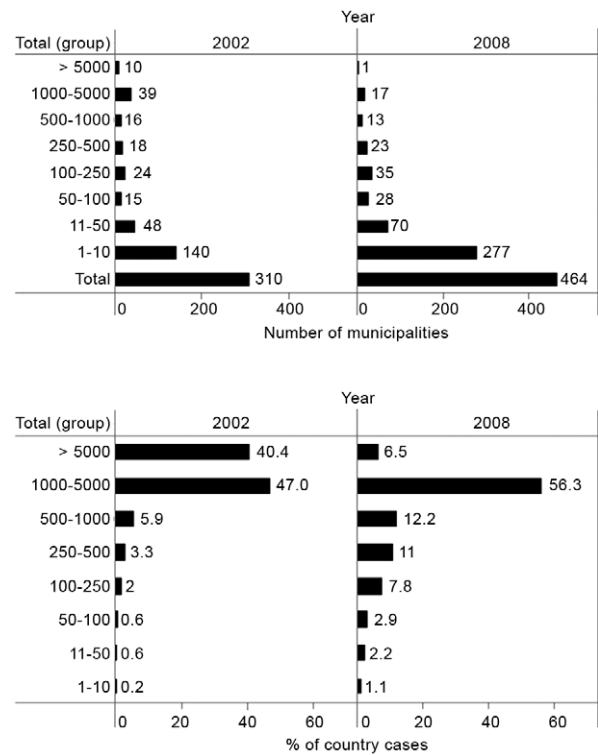 Year
Total (group) 2002 2008
> 5000 10 1
1000-5000 39 17
500-1000 16 13
250-500 18 23
100-250 24 35
50-100 15 28
11-50 48 70
1-10 140 277
Total 310 464
0 200 400 0 200 400
Number of municipalities
Year
Total (group) 2002 2008
> 5000 40.4 6.5
1000-5000 47.0 56.3
500-1000 5.9 12.2
250-500 3.3 11
100-250 2 7.8
50-100 0.6 2.9
11-50 0.6 2.2
1-10 0.2 1.1
0 20 40 60 0 20 40 60
% of country cases